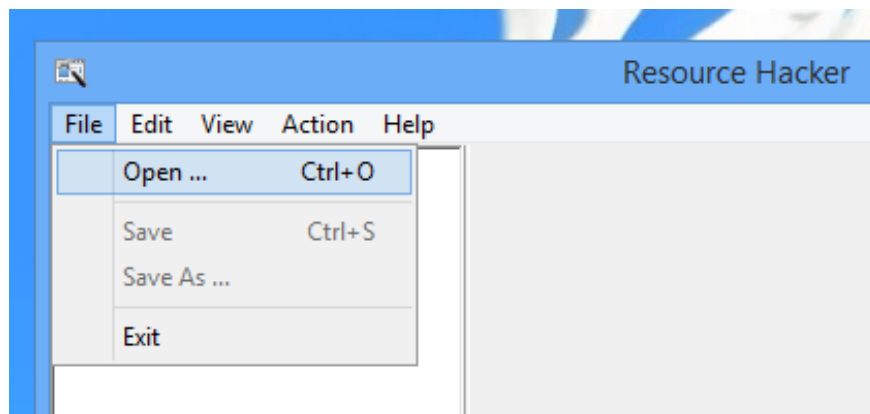 Resource Hacker
File Edit View Action Help
Open ... Ctrl+O
Save Ctrl+S
Save As ...
Exit